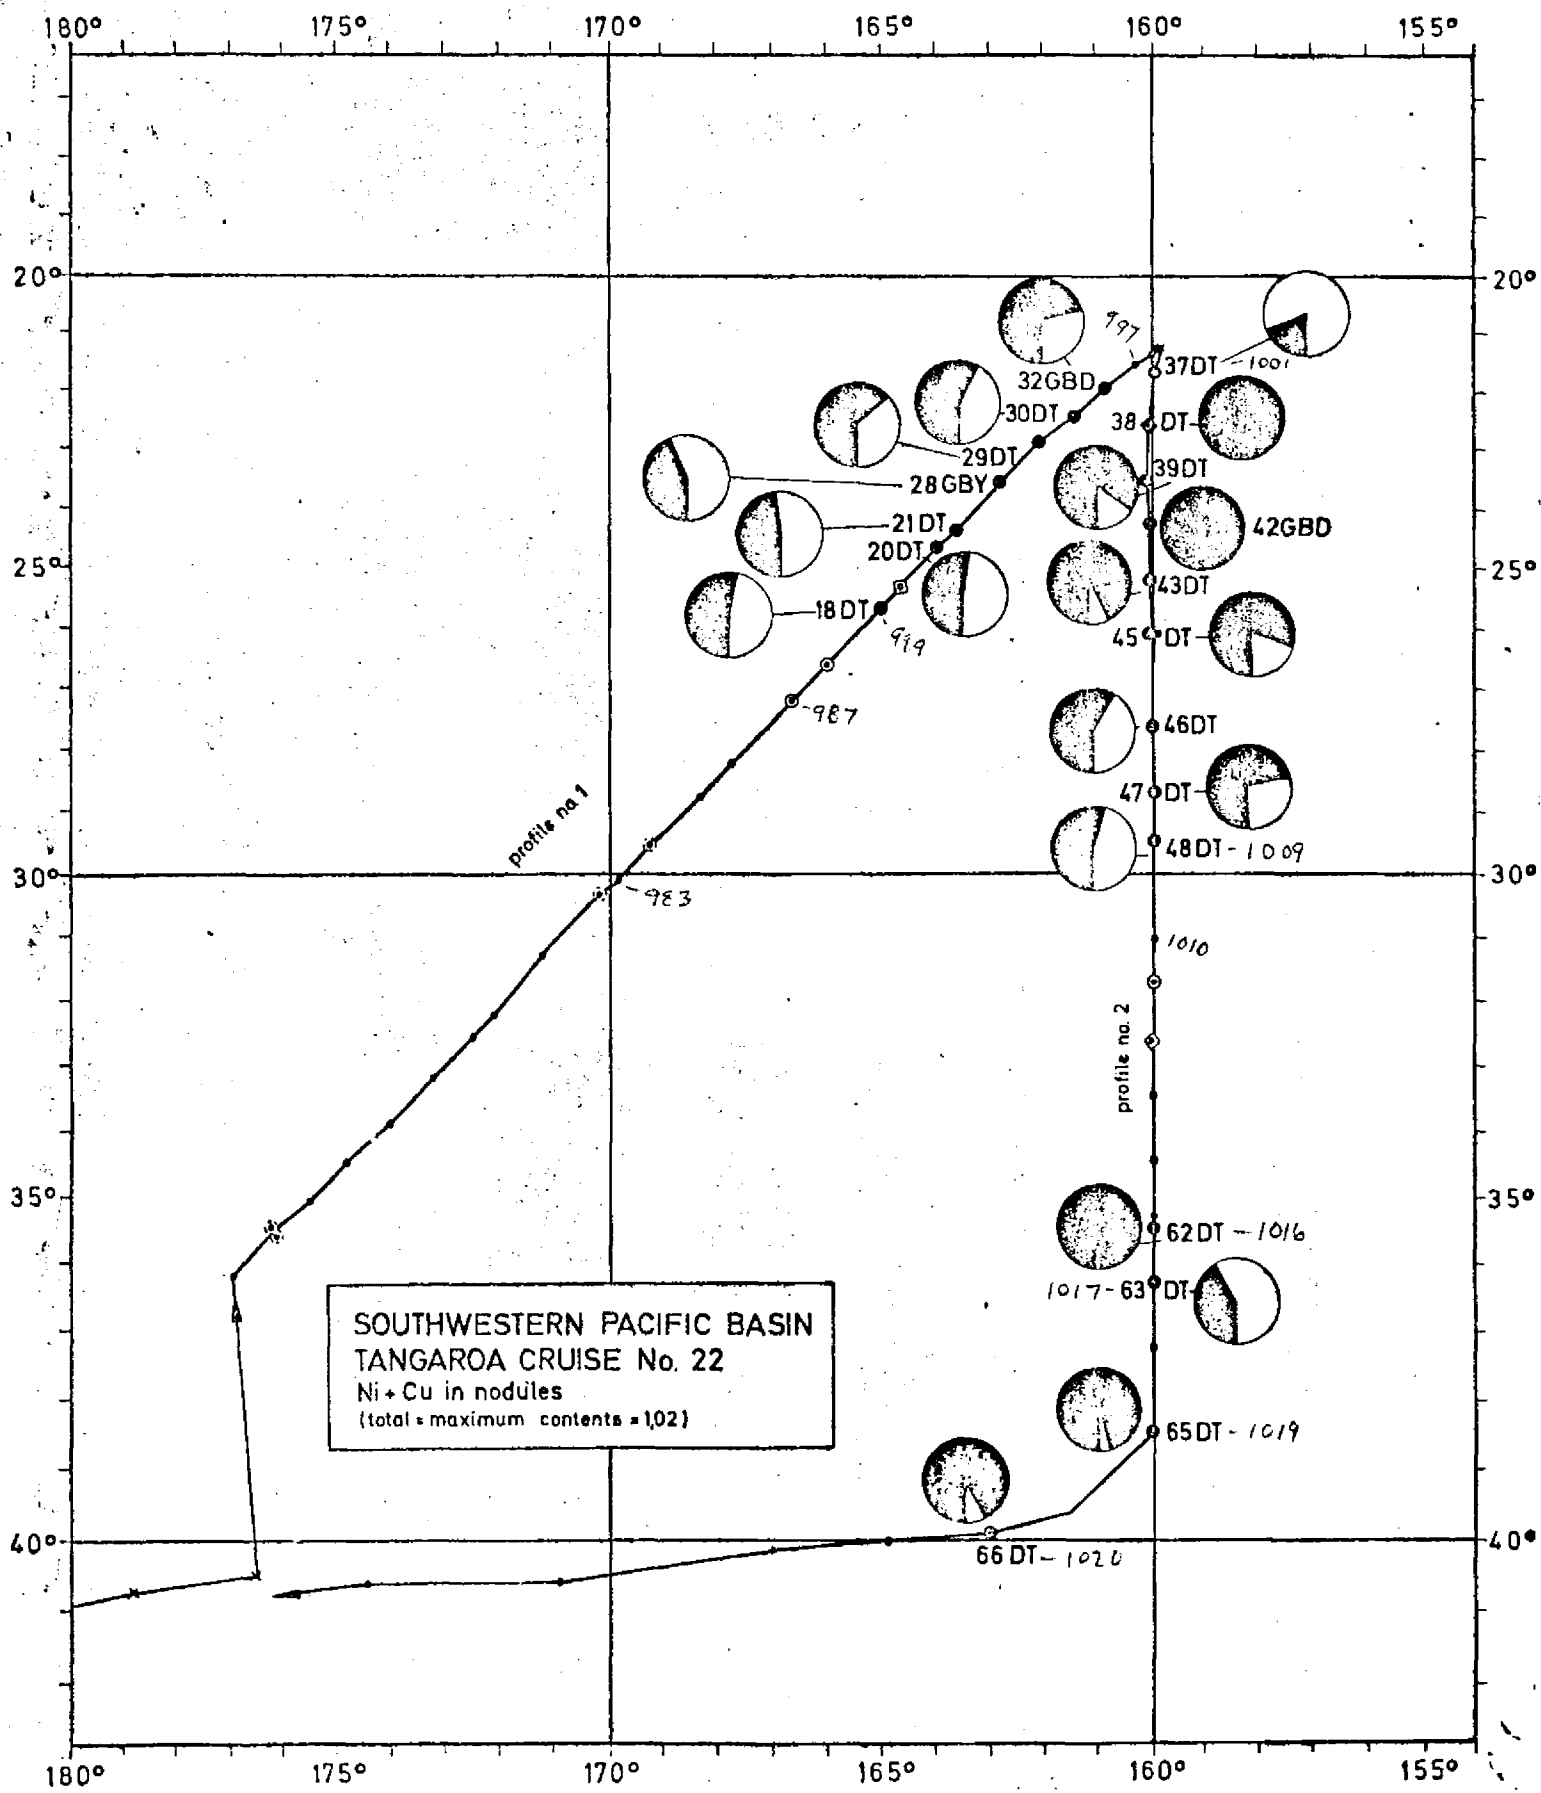 180° 175° 170° 165° 160° 155°
20° 20°
997
37DT - 1001
32GBD
30DT
38 DT
29DT
39DT
28GBY
21DT
42GBD
20DT
25° 25°
43DT
18DT
999
45 DT
987
46DT
47 DT
profile no 1
48DT - 1009
30° 30°
983
1010
profile no. 2
35° 35°
62DT - 1016
1017 - 63 DT
SOUTHWESTERN PACIFIC BASIN
TANGAROA CRUISE No. 22
Ni + Cu in nodules
(total = maximum contents = 1,02)
65DT - 1019
40° 40°
66DT - 1020
180° 175° 170° 165° 160° 155°